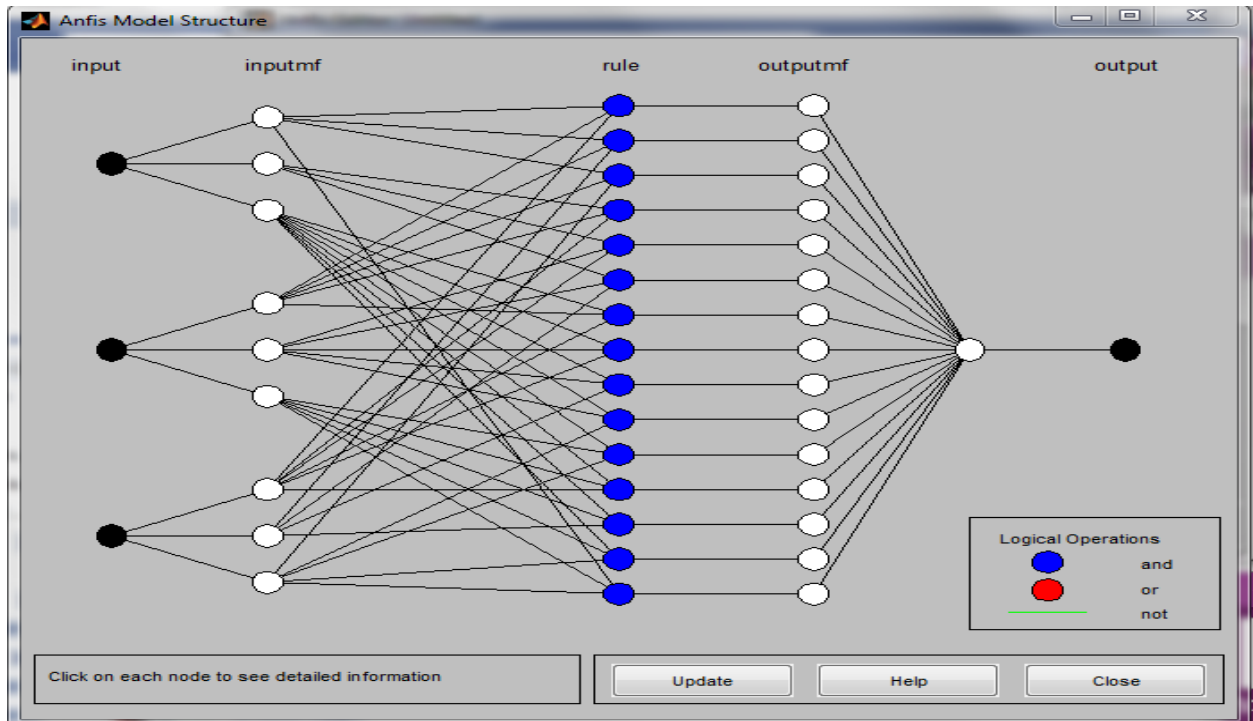 Anfis Model Structure
input inputmf rule outputmf output
Logical Operations
and
or
not
Click on each node to see detailed information
Update Help Close